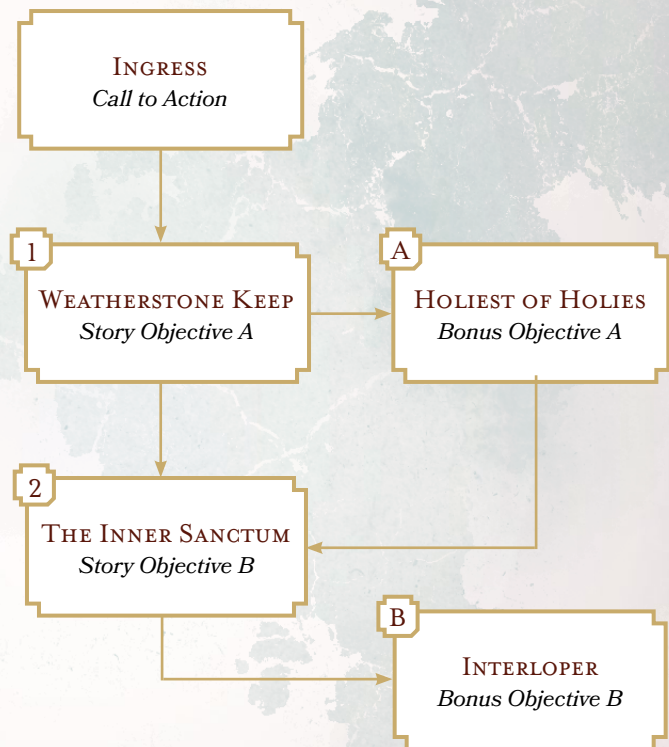 Ingress
Call to Action
1
Weatherstone Keep
Story Objective A
A
Holiest of Holies
Bonus Objective A
2
The Inner Sanctum
Story Objective B
B
Interloper
Bonus Objective B